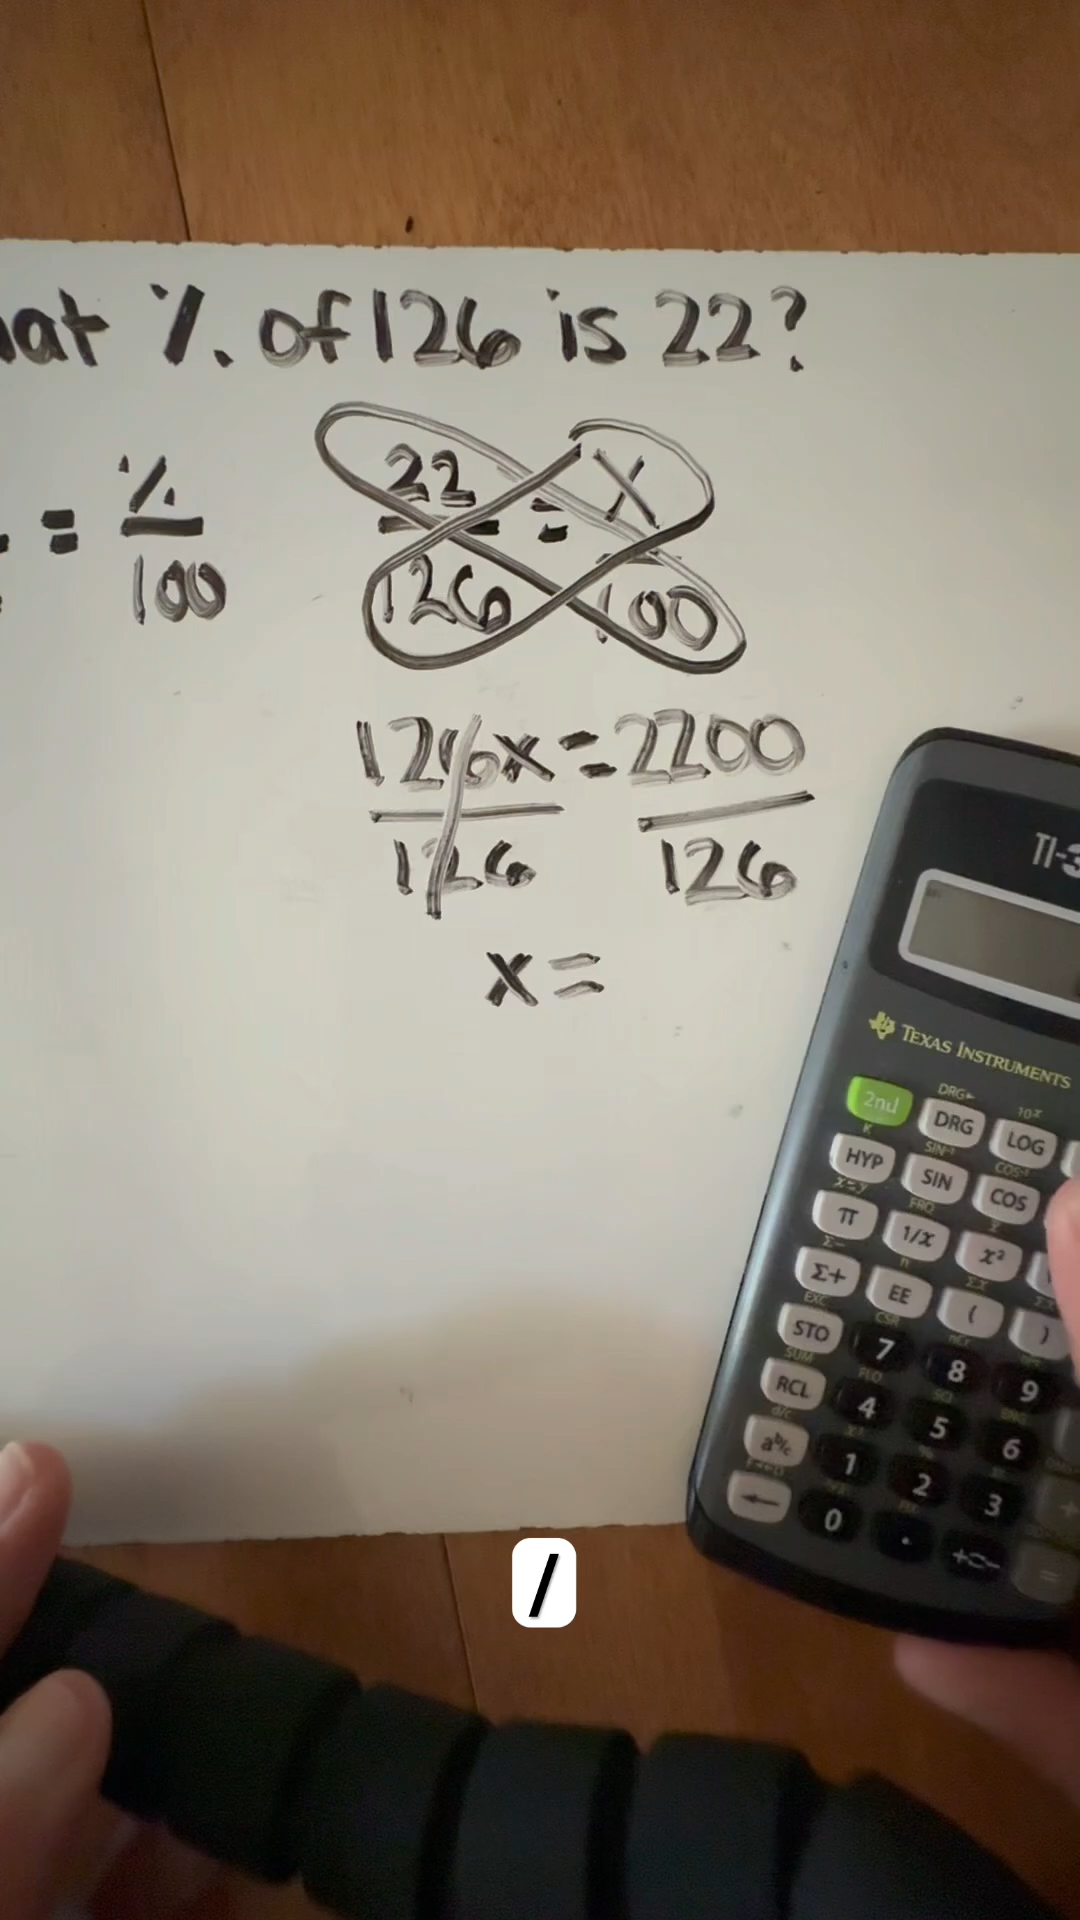 at % of 126 is 22?
= %/100
22/126 = x/100
126x = 2200
126 126
x =
TI-3
TEXAS INSTRUMENTS
2nd DRG LOG
HYP SIN COS
π 1/x x²
Σ+ EE ( )
STO 7 8 9
RCL 4 5 6
a b/c 1 2 3
← 0 . +⇔- =
/